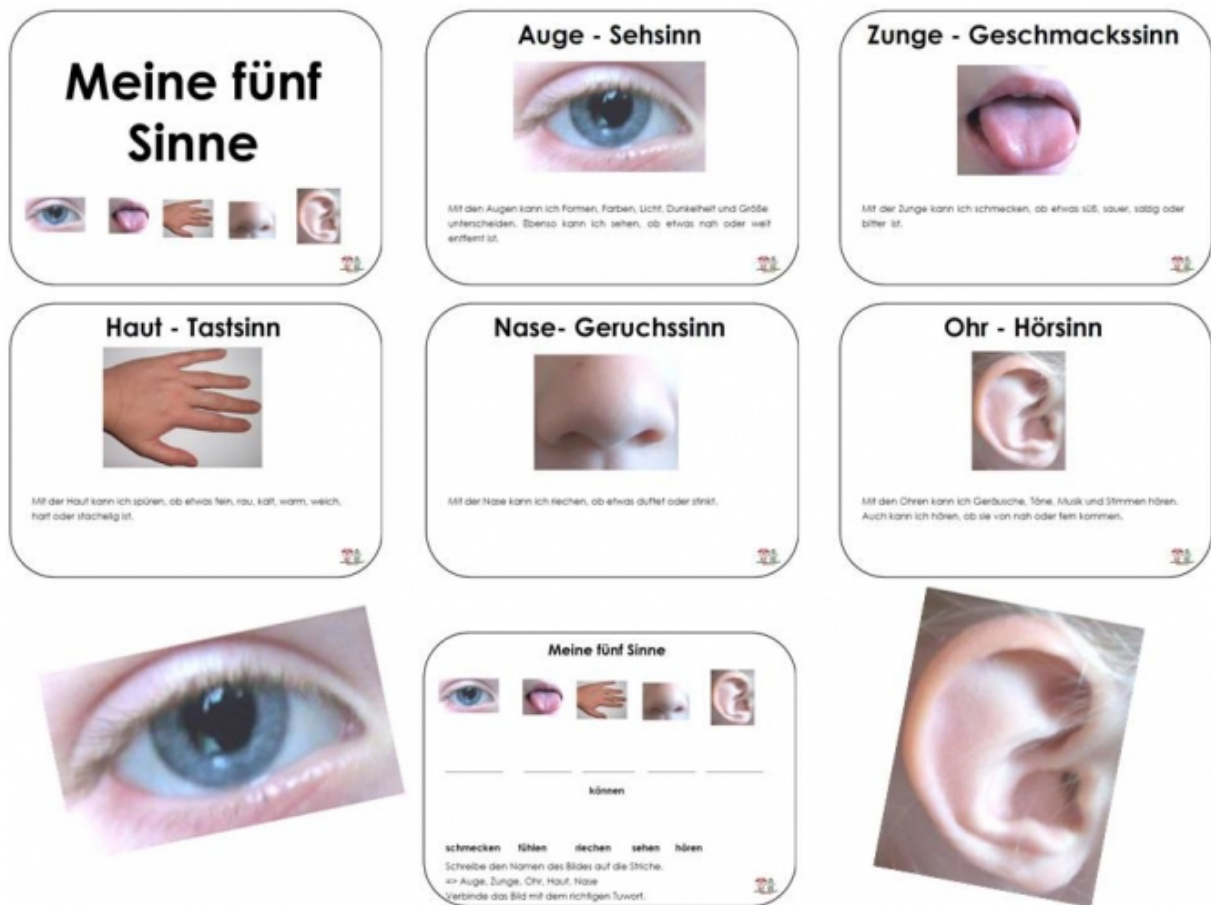 Meine fünf
Sinne
Auge - Sehsinn
Mit den Augen kann ich Formen, Farben, Licht, Dunkelheit und Größe
unterscheiden. Ebenso kann ich sehen, ob etwas nah oder weit
entfernt ist.
Zunge - Geschmackssinn
Mit der Zunge kann ich schmecken, ob etwas süß, sauer, salzig oder
bitter ist.
Haut - Tastsinn
Mit der Haut kann ich spüren, ob etwas fein, rau, kalt, warm, weich,
hart oder stachelig ist.
Nase- Geruchssinn
Mit der Nase kann ich riechen, ob etwas duftet oder stinkt.
Ohr - Hörsinn
Mit den Ohren kann ich Geräusche, Töne, Musik und Stimmen hören.
Auch kann ich hören, ob sie von nah oder fern kommen.
Meine fünf Sinne
können
schmecken fühlen riechen sehen hören
Schreibe den Namen des Bildes auf die Striche.
=> Auge, Zunge, Ohr, Haut, Nase
Verbinde das Bild mit dem richtigen Tuwort.